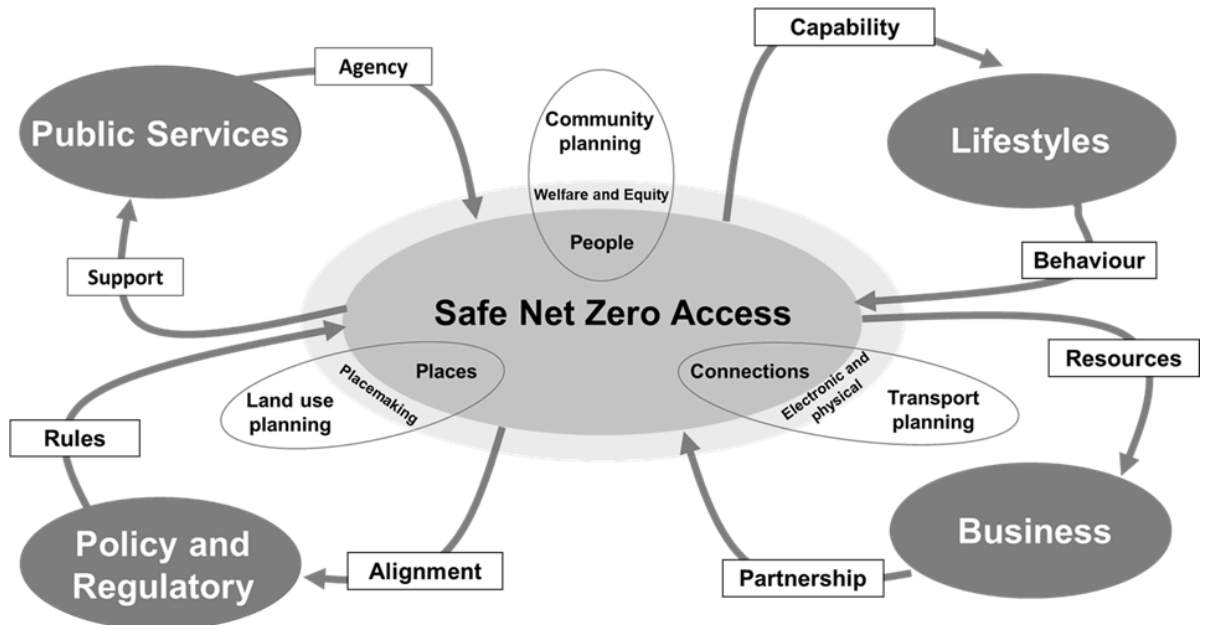 Capability
Agency
Public Services
Community
planning
Lifestyles
Welfare and Equity
People
Support
Behaviour
Safe Net Zero Access
Resources
Places
Connections
Placemaking
Electronic and
physical
Land use
planning
Transport
planning
Rules
Policy and
Regulatory
Alignment
Partnership
Business